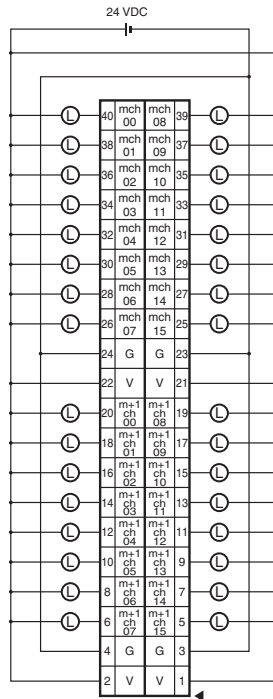 24 VDC
L 40 mch 00 mch 08 39 L
L 38 mch 01 mch 09 37 L
L 36 mch 02 mch 10 35 L
L 34 mch 03 mch 11 33 L
L 32 mch 04 mch 12 31 L
L 30 mch 05 mch 13 29 L
L 28 mch 06 mch 14 27 L
L 26 mch 07 mch 15 25 L
24 G G 23
22 V V 21
L 20 m+1 ch 00 m+1 ch 08 19 L
L 18 m+1 ch 01 m+1 ch 09 17 L
L 16 m+1 ch 02 m+1 ch 10 15 L
L 14 m+1 ch 03 m+1 ch 11 13 L
L 12 m+1 ch 04 m+1 ch 12 11 L
L 10 m+1 ch 05 m+1 ch 13 9 L
L 8 m+1 ch 06 m+1 ch 14 7 L
L 6 m+1 ch 07 m+1 ch 15 5 L
4 G G 3
2 V V 1